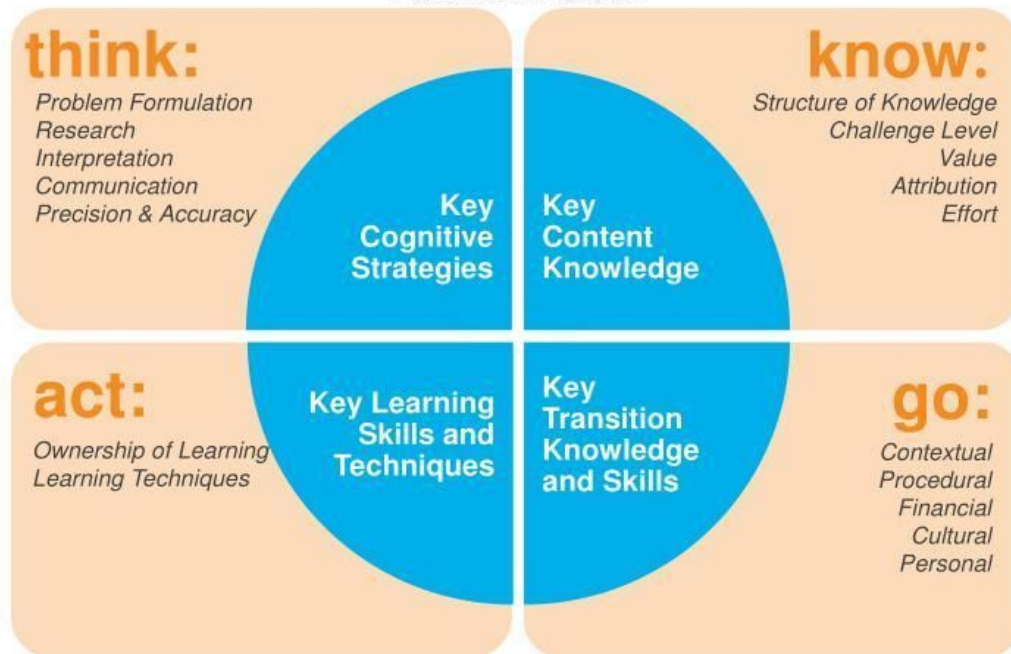 think:
Problem Formulation
Research
Interpretation
Communication
Precision & Accuracy
Key
Cognitive
Strategies
know:
Structure of Knowledge
Challenge Level
Value
Attribution
Effort
Key
Content
Knowledge
act:
Ownership of Learning
Learning Techniques
Key Learning
Skills and
Techniques
go:
Contextual
Procedural
Financial
Cultural
Personal
Key
Transition
Knowledge
and Skills